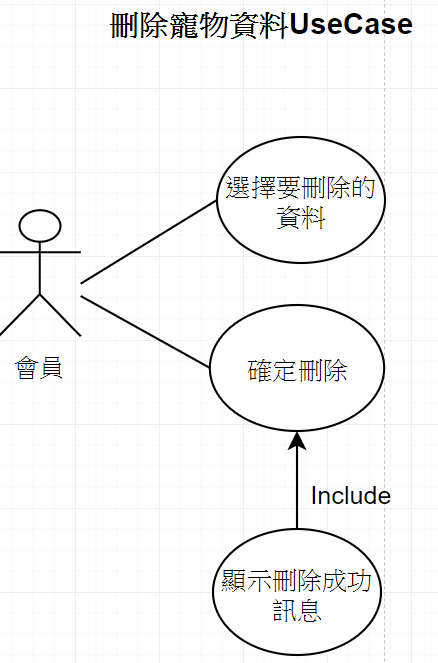 刪除寵物資料UseCase
選擇要刪除的
資料
會員
確定刪除
Include
顯示刪除成功
訊息